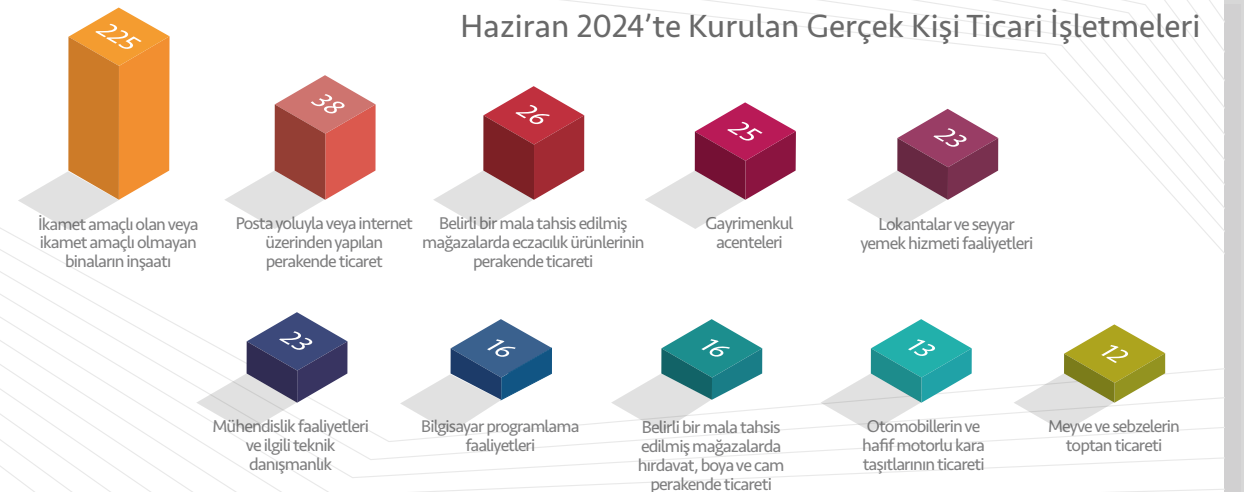 Haziran 2024'te Kurulan Gerçek Kişi Ticari İşletmeleri
225
İkamet amaçlı olan veya
ikamet amaçlı olmayan
binaların inşaatı
38
Posta yoluyla veya internet
üzerinden yapılan
perakende ticaret
26
Belirli bir mala tahsis edilmiş
mağazalarda eczacılık ürünlerinin
perakende ticareti
25
Gayrimenkul
acenteleri
23
Lokantalar ve seyyar
yemek hizmeti faaliyetleri
23
Mühendislik faaliyetleri
ve ilgili teknik
danışmanlık
16
Bilgisayar programlama
faaliyetleri
16
Belirli bir mala tahsis
edilmiş mağazalarda
hırdavat, boya ve cam
perakende ticareti
13
Otomobillerin ve
hafif motorlu kara
taşıtlarının ticareti
12
Meyve ve sebzelerin
toptan ticareti